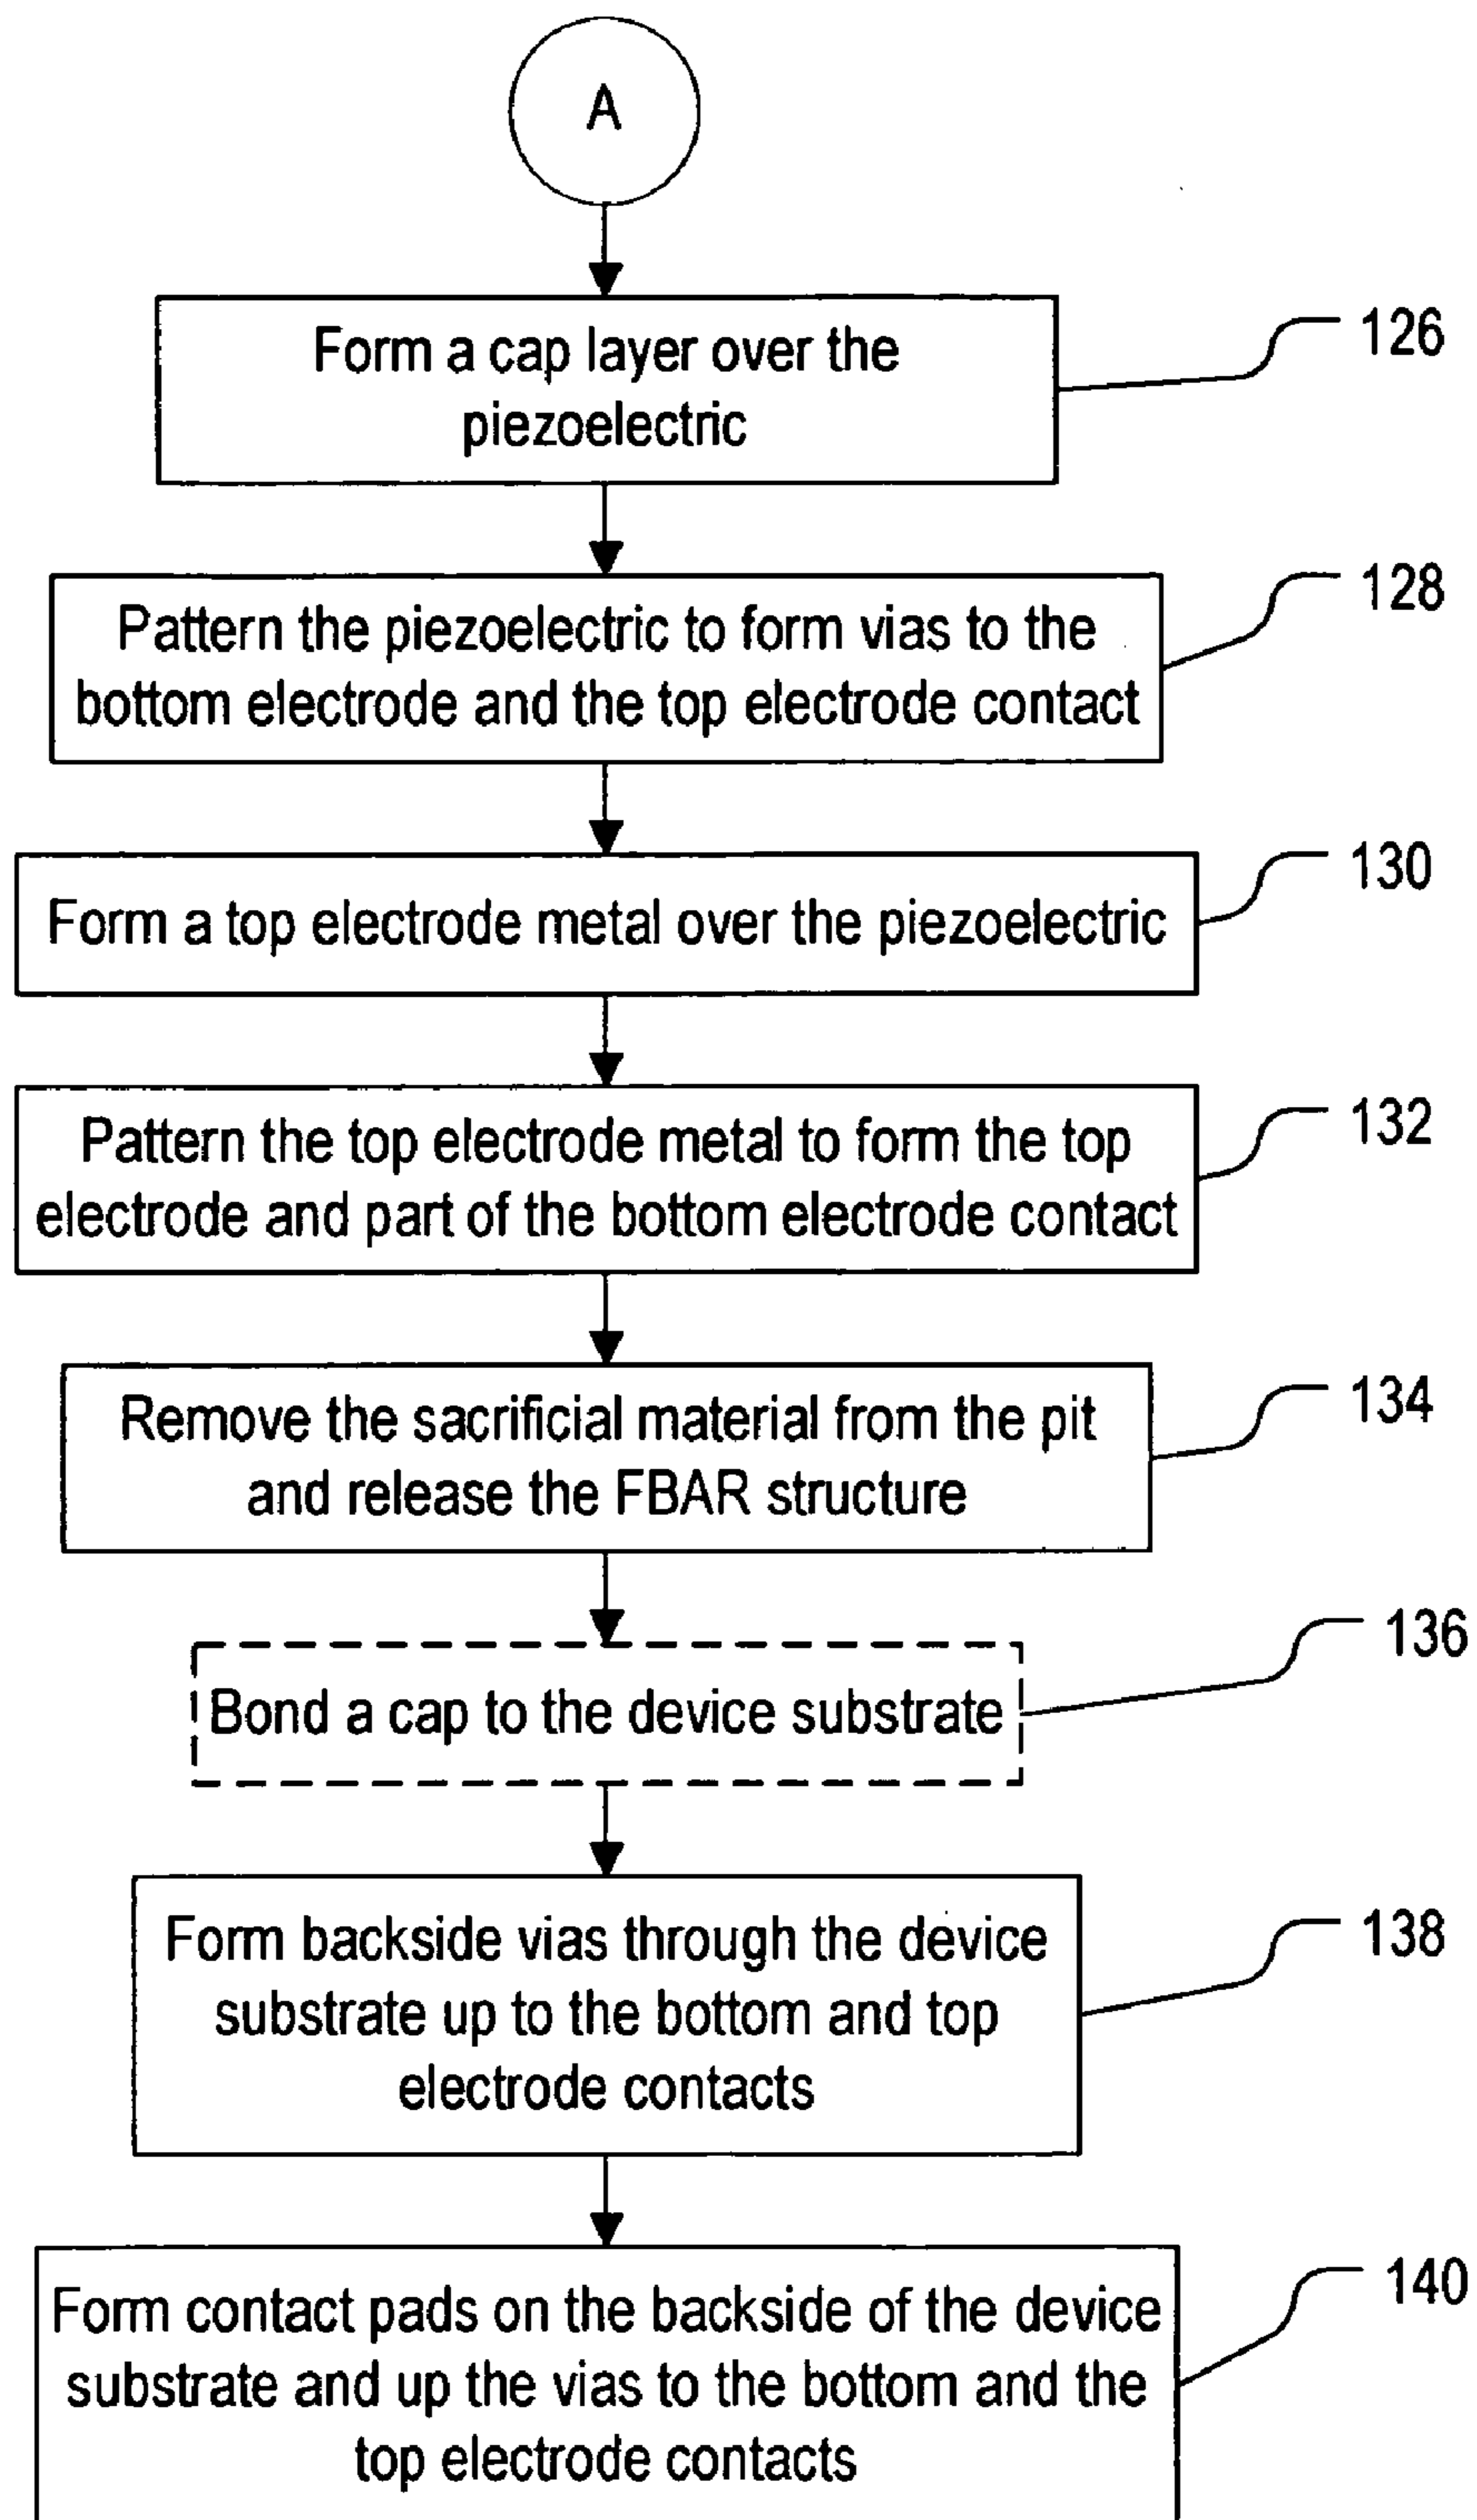 A
Form a cap layer over the
piezoelectric
126
Pattern the piezoelectric to form vias to the
bottom electrode and the top electrode contact
128
Form a top electrode metal over the piezoelectric
130
Pattern the top electrode metal to form the top
electrode and part of the bottom electrode contact
132
Remove the sacrificial material from the pit
and release the FBAR structure
134
Bond a cap to the device substrate
136
Form backside vias through the device
substrate up to the bottom and top
electrode contacts
138
Form contact pads on the backside of the device
substrate and up the vias to the bottom and the
top electrode contacts
140